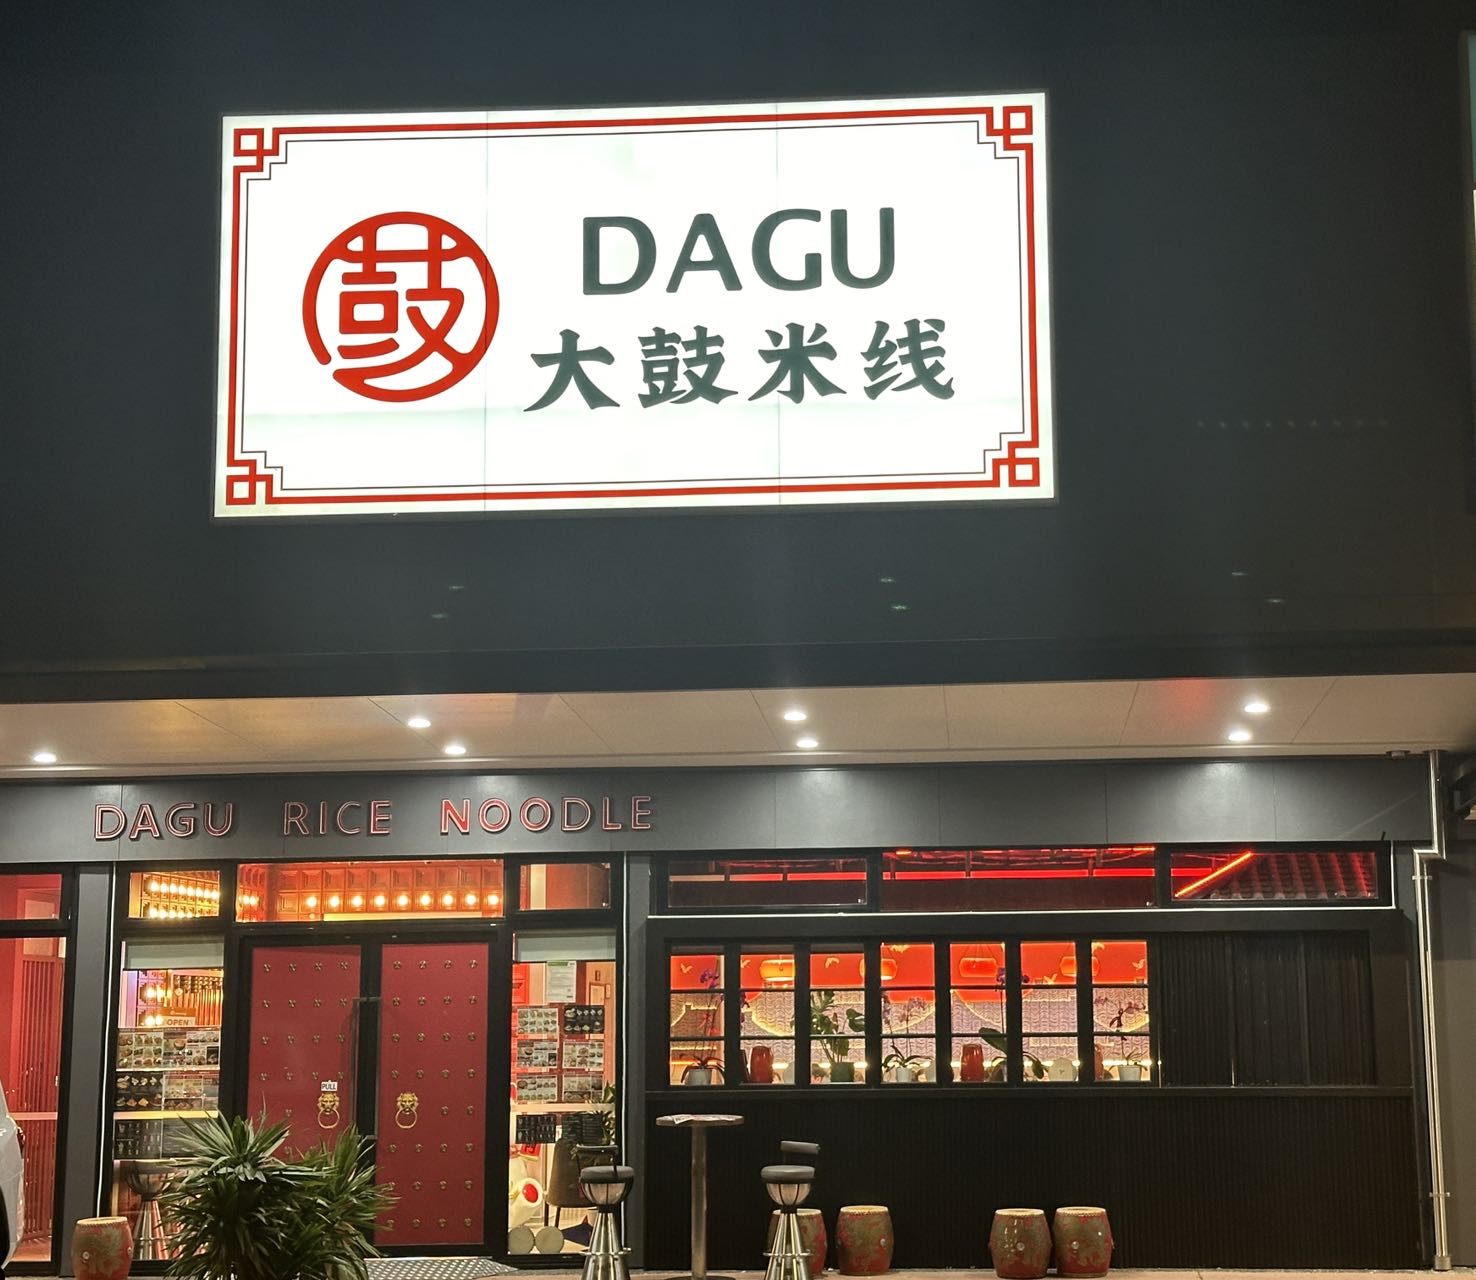 鼓
DAGU
大鼓米线
DAGU RICE NOODLE
OPEN
PULL